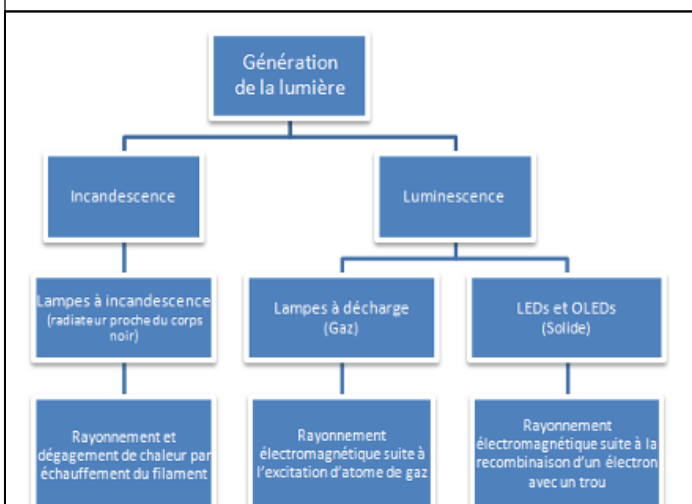 Génération
de la lumière
Incandescence
Luminescence
Lampes à incandescence
(radiateur proche du corps
noir)
Lampes à décharge
(Gaz)
LEDs et OLEDs
(Solide)
Rayonnement et
dégagement de chaleur par
échauffement du filament
Rayonnement
électromagnétique suite à
l'excitation d'atome de gaz
Rayonnement
électromagnétique suite à la
recombinaison d'un électron
avec un trou